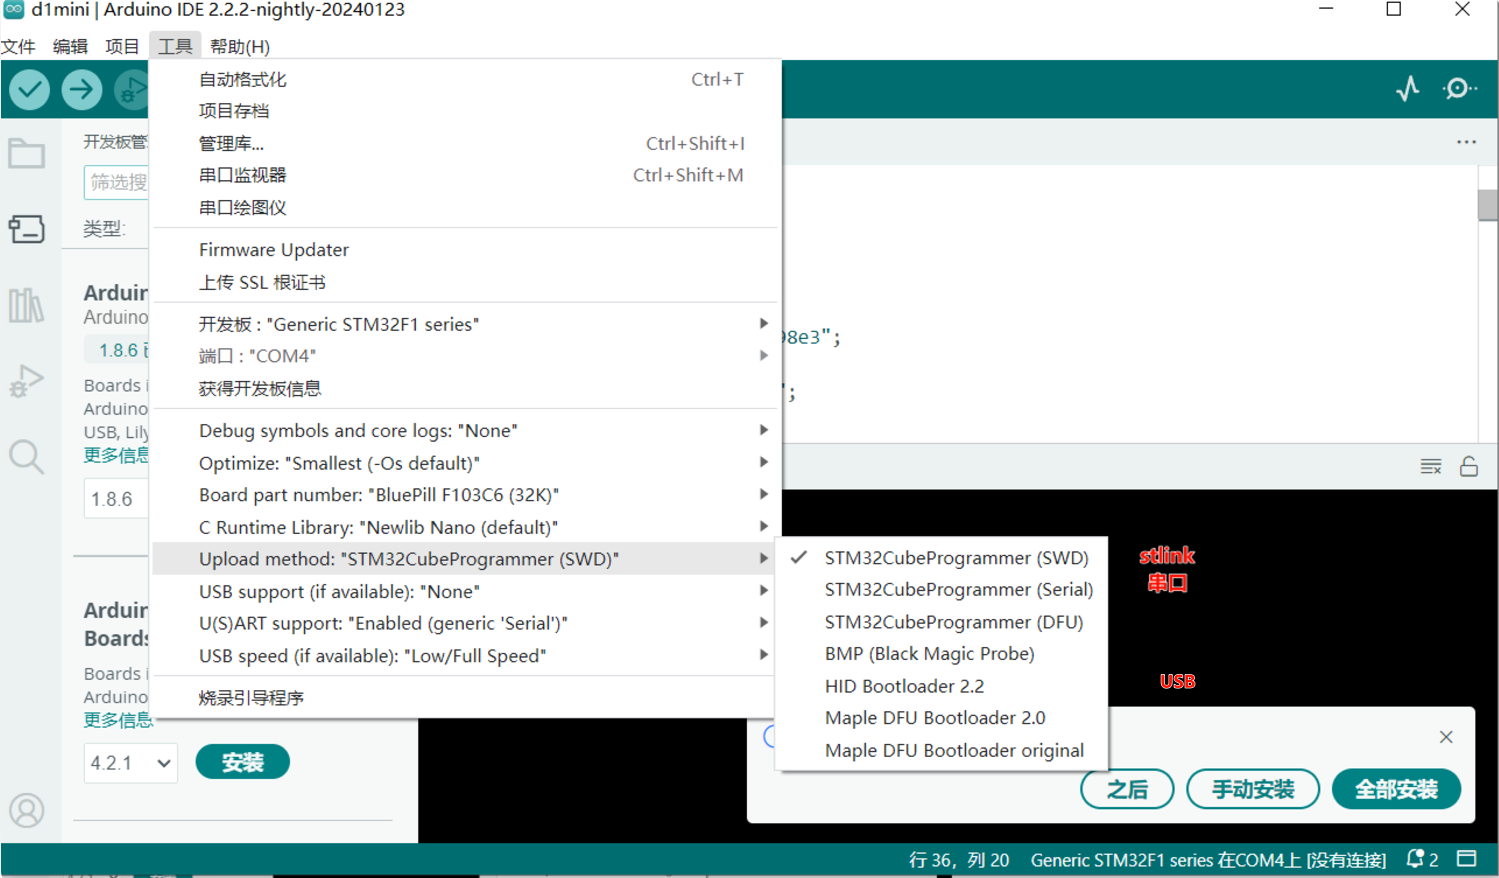 d1mini | Arduino IDE 2.2.2-nightly-20240123
文件 编辑 项目 工具 帮助(H)
自动格式化 Ctrl+T
项目存档
管理库... Ctrl+Shift+I
串口监视器 Ctrl+Shift+M
串口绘图仪
Firmware Updater
上传 SSL 根证书
开发板 : "Generic STM32F1 series"
端口 : "COM4"
获得开发板信息
Debug symbols and core logs: "None"
Optimize: "Smallest (-Os default)"
Board part number: "BluePill F103C6 (32K)"
C Runtime Library: "Newlib Nano (default)"
Upload method: "STM32CubeProgrammer (SWD)"
USB support (if available): "None"
U(S)ART support: "Enabled (generic 'Serial')"
USB speed (if available): "Low/Full Speed"
烧录引导程序
STM32CubeProgrammer (SWD)
STM32CubeProgrammer (Serial)
STM32CubeProgrammer (DFU)
BMP (Black Magic Probe)
HID Bootloader 2.2
Maple DFU Bootloader 2.0
Maple DFU Bootloader original
stlink
串口
USB
开发板管
筛选搜
类型:
Arduin
Arduino
1.8.6
Boards i
Arduino
USB, Lily
更多信息
1.8.6
Arduin
Boards
Boards i
Arduino
更多信息
4.2.1 安装
98e3";
";
之后 手动安装 全部安装
行 36，列 20 Generic STM32F1 series 在COM4上 [没有连接] 2